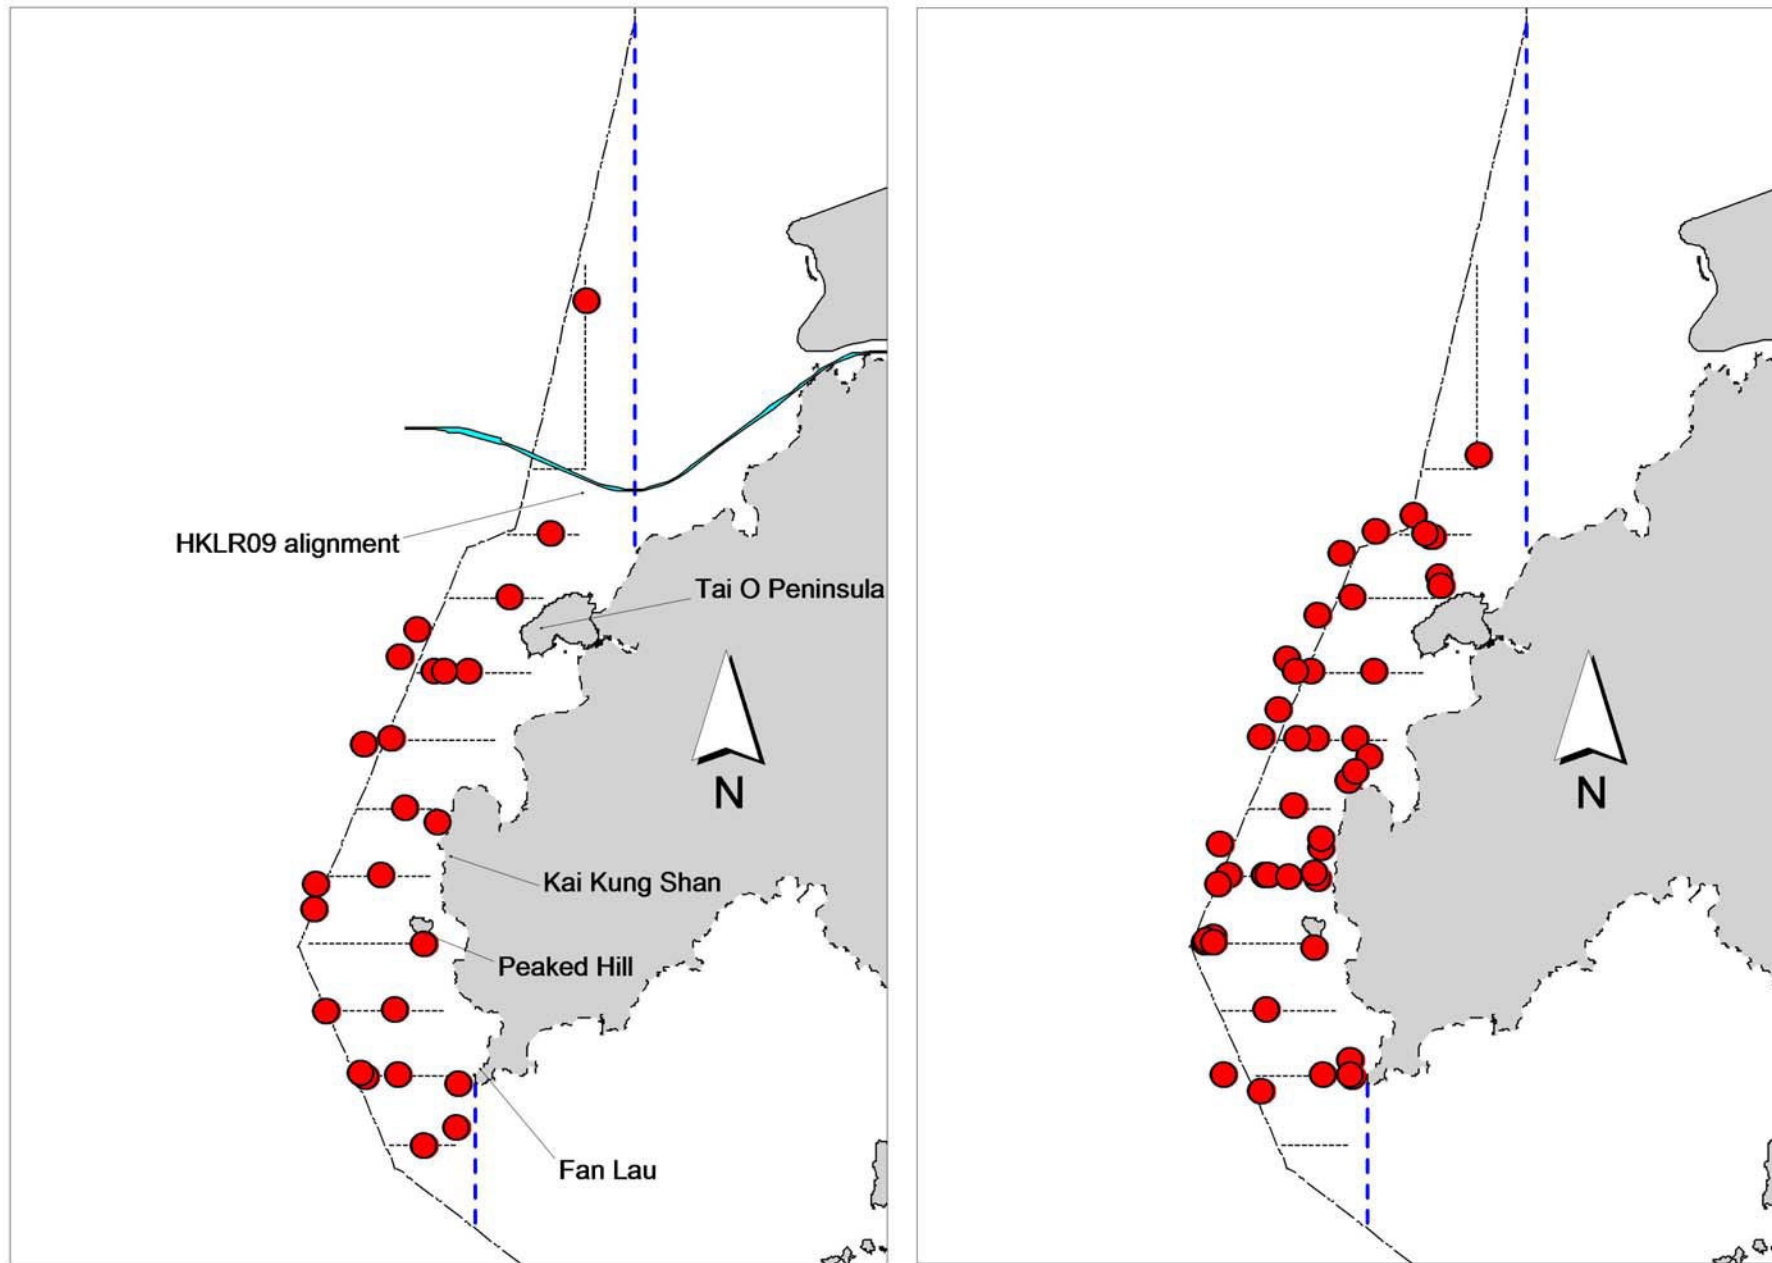 HKLR09 alignment
Tai O Peninsula
N
N
Kai Kung Shan
Peaked Hill
Fan Lau